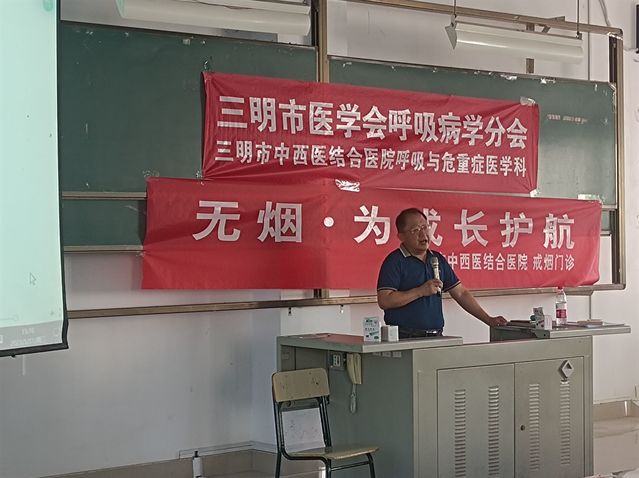 三明市医学会呼吸病学分会
三明市中西医结合医院呼吸与危重症医学科
无烟·为成长护航
中西医结合医院 戒烟门诊